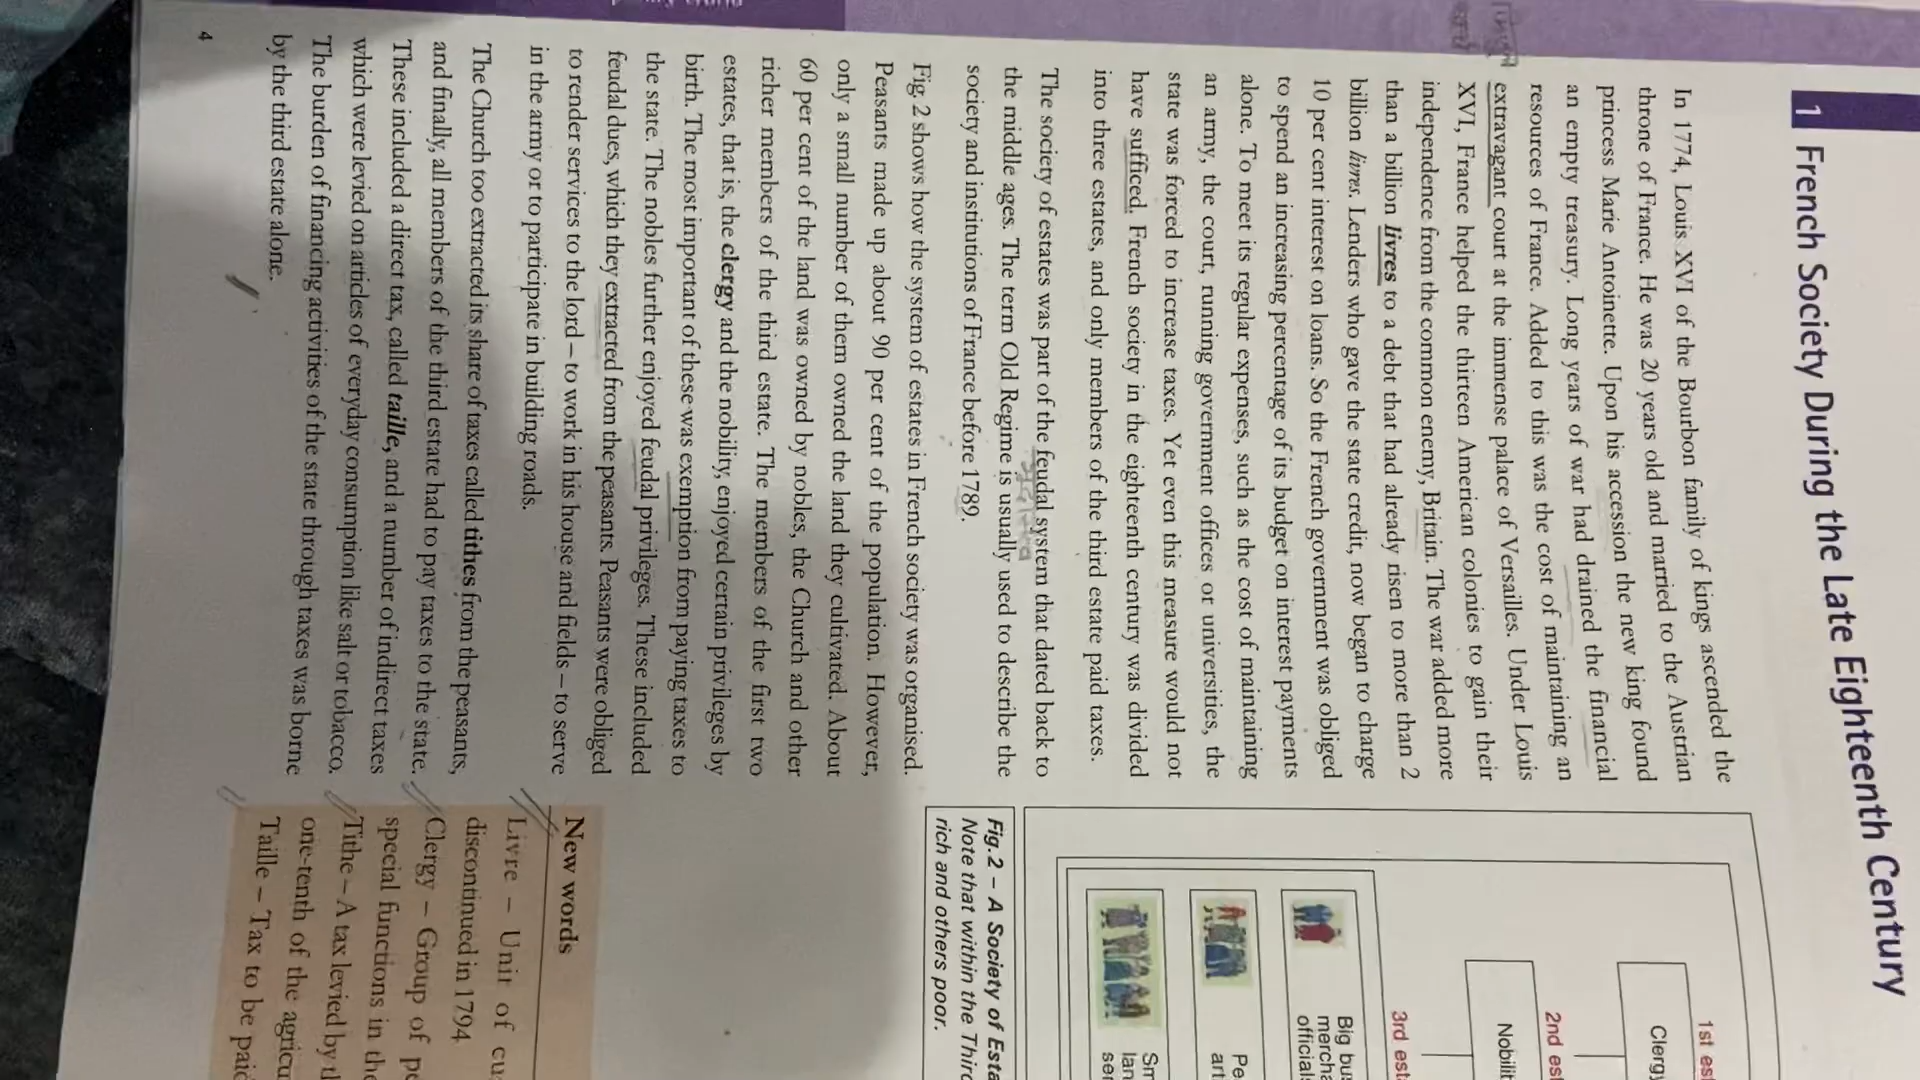 1 French Society During the Late Eighteenth Century
In 1774, Louis XVI of the Bourbon family of kings ascended the
throne of France. He was 20 years old and married to the Austrian
princess Marie Antoinette. Upon his accession the new king found
an empty treasury. Long years of war had drained the financial
resources of France. Added to this was the cost of maintaining an
extravagant court at the immense palace of Versailles. Under Louis
XVI, France helped the thirteen American colonies to gain their
independence from the common enemy, Britain. The war added more
than a billion livres to a debt that had already risen to more than 2
billion livres. Lenders who gave the state credit, now began to charge
10 per cent interest on loans. So the French government was obliged
to spend an increasing percentage of its budget on interest payments
alone. To meet its regular expenses, such as the cost of maintaining
an army, the court, running government offices or universities, the
state was forced to increase taxes. Yet even this measure would not
have sufficed. French society in the eighteenth century was divided
into three estates, and only members of the third estate paid taxes.
The society of estates was part of the feudal system that dated back to
the middle ages. The term Old Regime is usually used to describe the
society and institutions of France before 1789.
Fig. 2 shows how the system of estates in French society was organised.
Peasants made up about 90 per cent of the population. However,
only a small number of them owned the land they cultivated. About
60 per cent of the land was owned by nobles, the Church and other
richer members of the third estate. The members of the first two
estates, that is, the clergy and the nobility, enjoyed certain privileges by
birth. The most important of these was exemption from paying taxes to
the state. The nobles further enjoyed feudal privileges. These included
feudal dues, which they extracted from the peasants. Peasants were obliged
to render services to the lord – to work in his house and fields – to serve
in the army or to participate in building roads.
The Church too extracted its share of taxes called tithes from the peasants,
and finally, all members of the third estate had to pay taxes to the state.
These included a direct tax, called taille, and a number of indirect taxes
which were levied on articles of everyday consumption like salt or tobacco.
The burden of financing activities of the state through taxes was borne
by the third estate alone.
4
1st
Clergy
2nd
3rd
Big
Fig.2 – A Society of
Note that within the
rich and others poor.
New words
Livre – Unit of
discontinued in 1794
Clergy – Group of
special functions in the
Tithe – A tax levied by
one-tenth of the
Taille – Tax to be